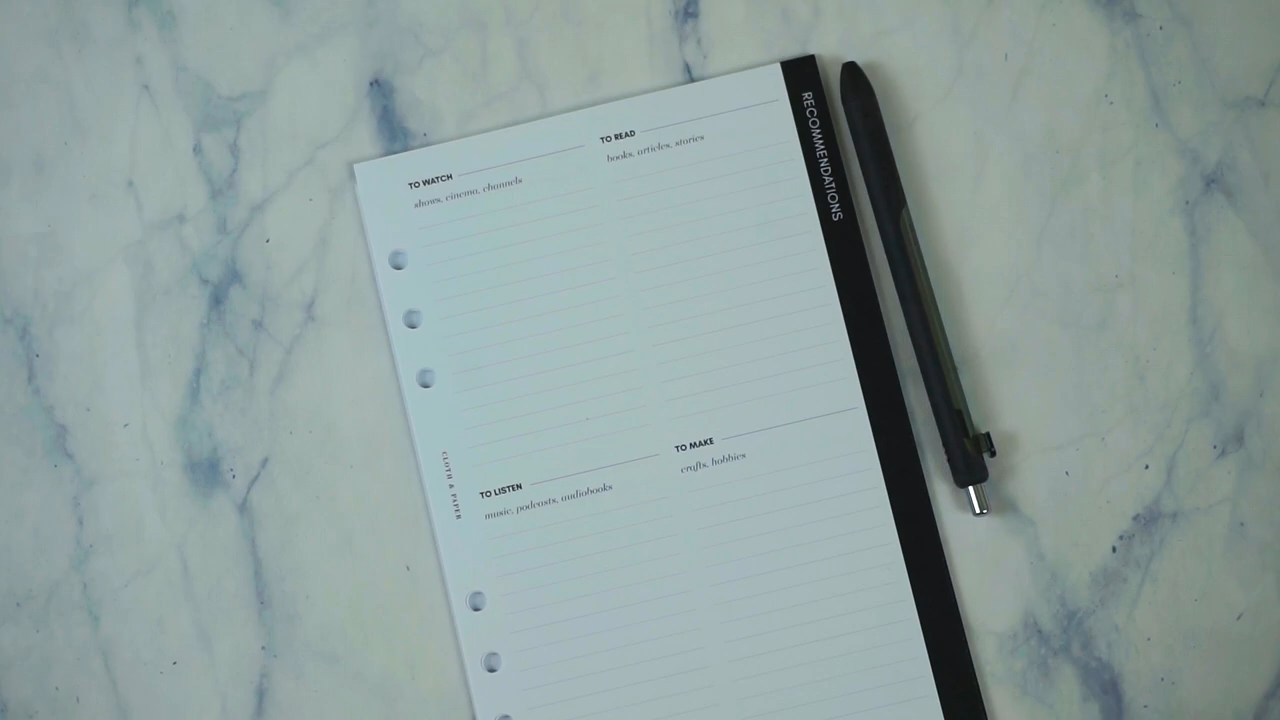 RECOMMENDATIONS
TO WATCH
shows, cinema, channels
TO READ
books, articles, stories
TO LISTEN
music, podcasts, audiobooks
TO MAKE
crafts, hobbies
CLOTH & PAPER